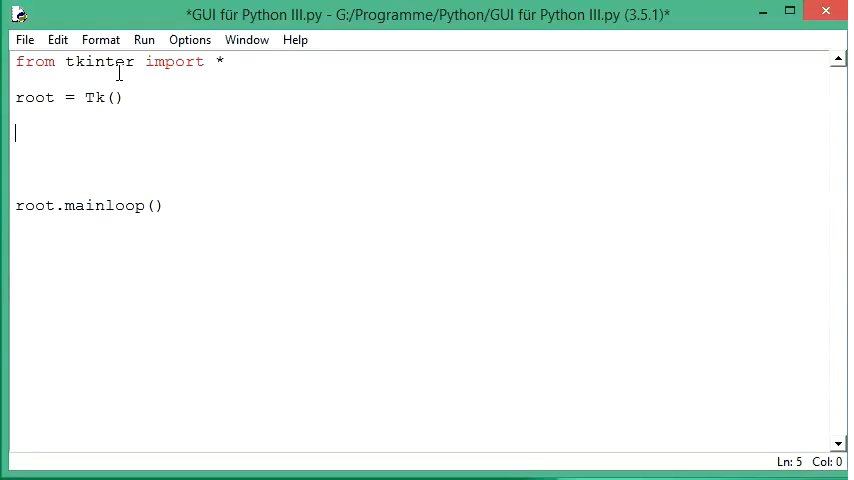 *GUI für Python III.py - G:/Programme/Python/GUI für Python III.py (3.5.1)*
File Edit Format Run Options Window Help
from tkinter import *
root = Tk()
root.mainloop()
Ln: 5 Col: 0